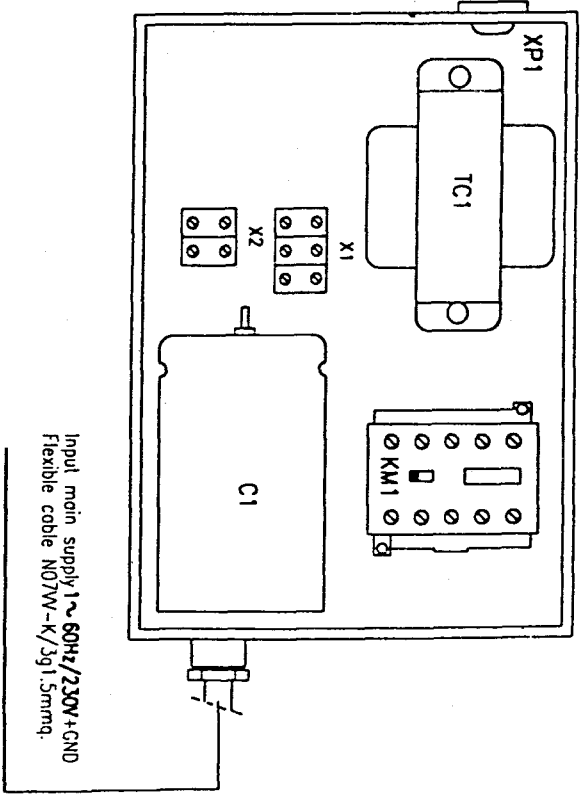 XP1
TC1
X1
X2
KM1
C1
Input main supply 1~ 60Hz/230V+GND
Flexible cable N07VV-K/3g1.5mmq.